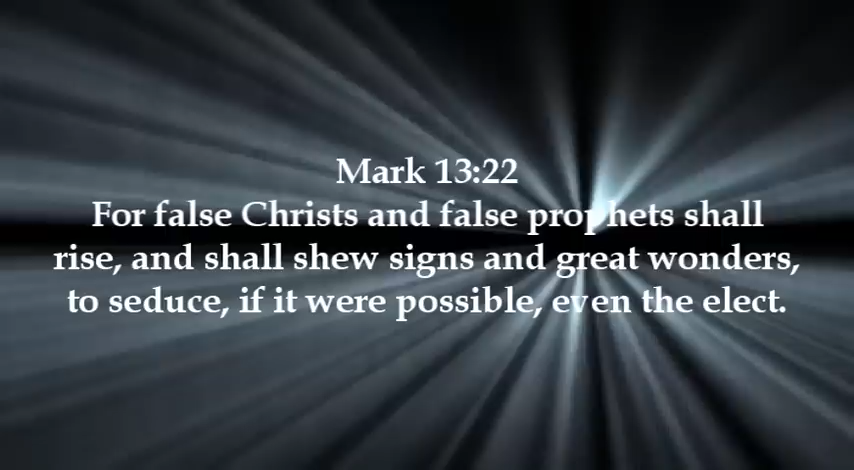 Mark 13:22
For false Christs and false prophets shall
rise, and shall shew signs and great wonders,
to seduce, if it were possible, even the elect.